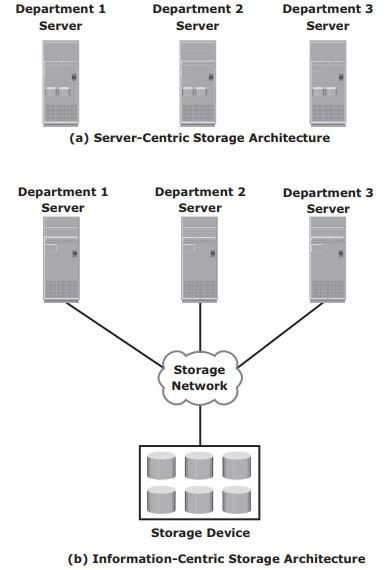 Department 1 Department 2 Department 3
Server Server Server
(a) Server-Centric Storage Architecture
Department 1 Department 2 Department 3
Server Server Server
Storage
Network
Storage Device
(b) Information-Centric Storage Architecture